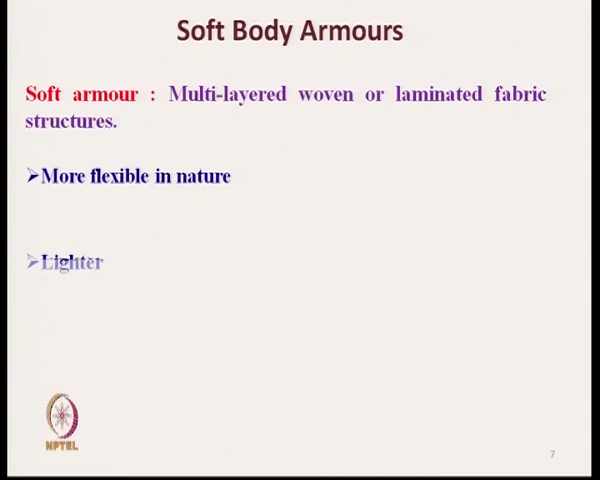 Soft Body Armours
Soft armour : Multi-layered woven or laminated fabric
structures.
➢More flexible in nature
➢Lighter
NPTEL
7